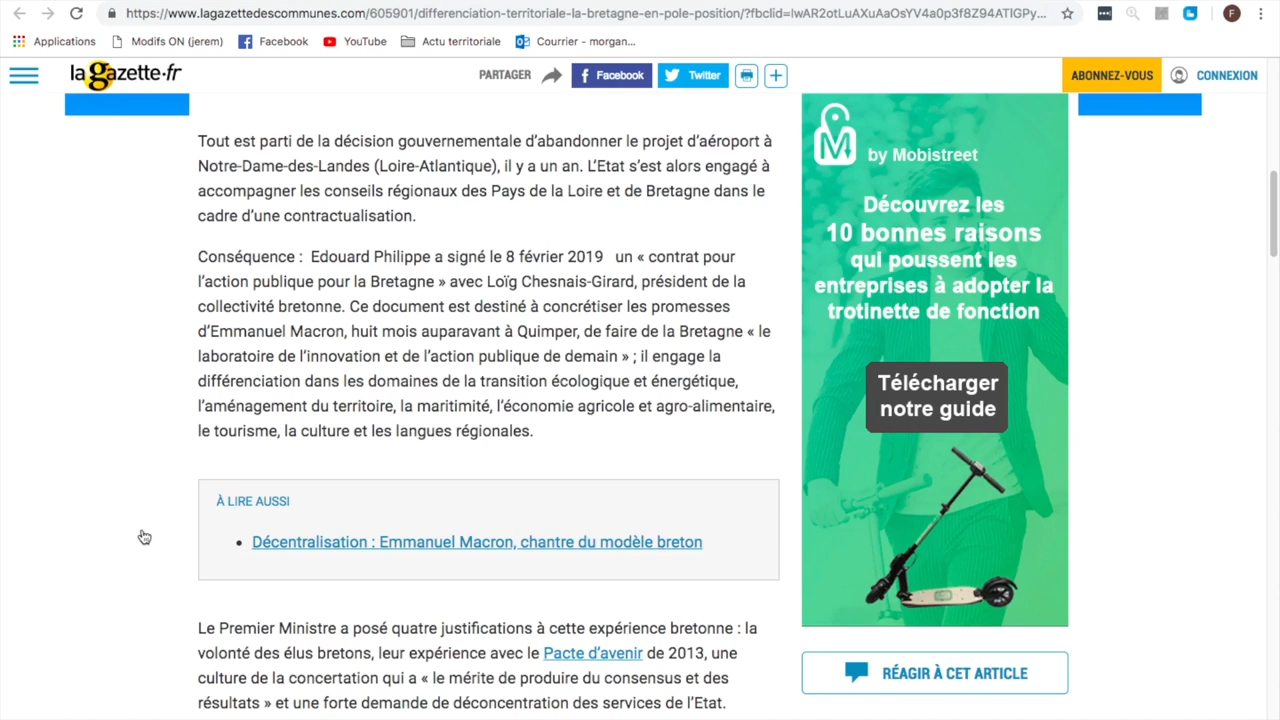 https://www.lagazettedescommunes.com/605901/differenciation-territoriale-la-bretagne-en-pole-position/?fbclid=IwAR2otLuAXuAaOsYV4a0p3f8Z94ATlGPy...
F
Applications
Modifs ON (jerem)
Facebook
YouTube
Actu territoriale
Courrier - morgan...
la gazette·fr
PARTAGER
Facebook
Twitter
ABONNEZ-VOUS
CONNEXION
Tout est parti de la décision gouvernementale d’abandonner le projet d’aéroport à
Notre-Dame-des-Landes (Loire-Atlantique), il y a un an. L’Etat s’est alors engagé à
accompagner les conseils régionaux des Pays de la Loire et de Bretagne dans le
cadre d’une contractualisation.
Conséquence : Edouard Philippe a signé le 8 février 2019 un « contrat pour
l’action publique pour la Bretagne » avec Loïg Chesnais-Girard, président de la
collectivité bretonne. Ce document est destiné à concrétiser les promesses
d’Emmanuel Macron, huit mois auparavant à Quimper, de faire de la Bretagne « le
laboratoire de l’innovation et de l’action publique de demain » ; il engage la
différenciation dans les domaines de la transition écologique et énergétique,
l’aménagement du territoire, la maritimité, l’économie agricole et agro-alimentaire,
le tourisme, la culture et les langues régionales.
À LIRE AUSSI
Décentralisation : Emmanuel Macron, chantre du modèle breton
Le Premier Ministre a posé quatre justifications à cette expérience bretonne : la
volonté des élus bretons, leur expérience avec le Pacte d’avenir de 2013, une
culture de la concertation qui a « le mérite de produire du consensus et des
résultats » et une forte demande de déconcentration des services de l’Etat.
M by Mobistreet
Découvrez les
10 bonnes raisons
qui poussent les
entreprises à adopter la
trotinette de fonction
Télécharger
notre guide
RÉAGIR À CET ARTICLE